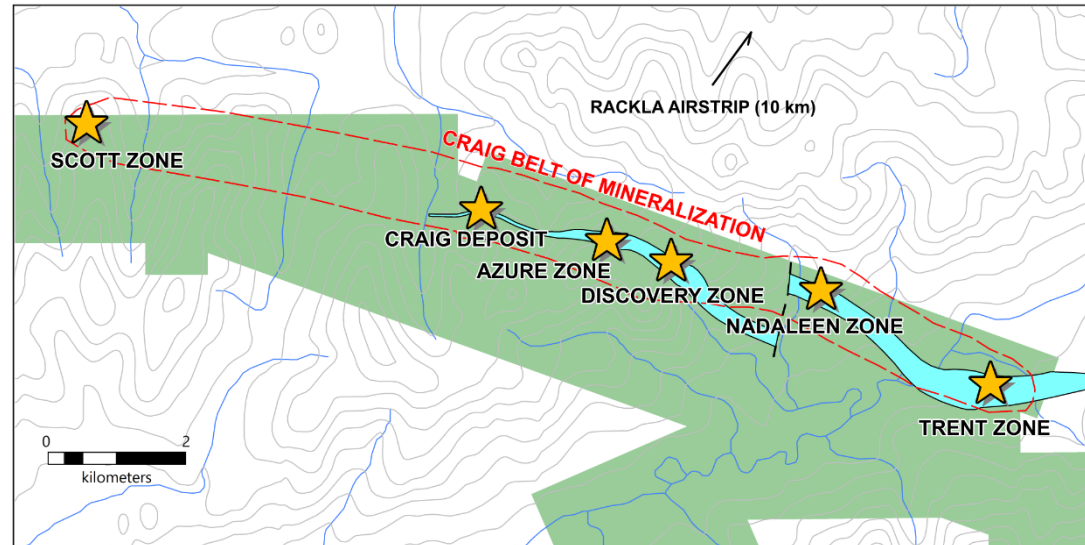 RACKLA AIRSTRIP (10 km)
SCOTT ZONE
CRAIG BELT OF MINERALIZATION
CRAIG DEPOSIT
AZURE ZONE
DISCOVERY ZONE
NADALEEN ZONE
TRENT ZONE
0 2
kilometers